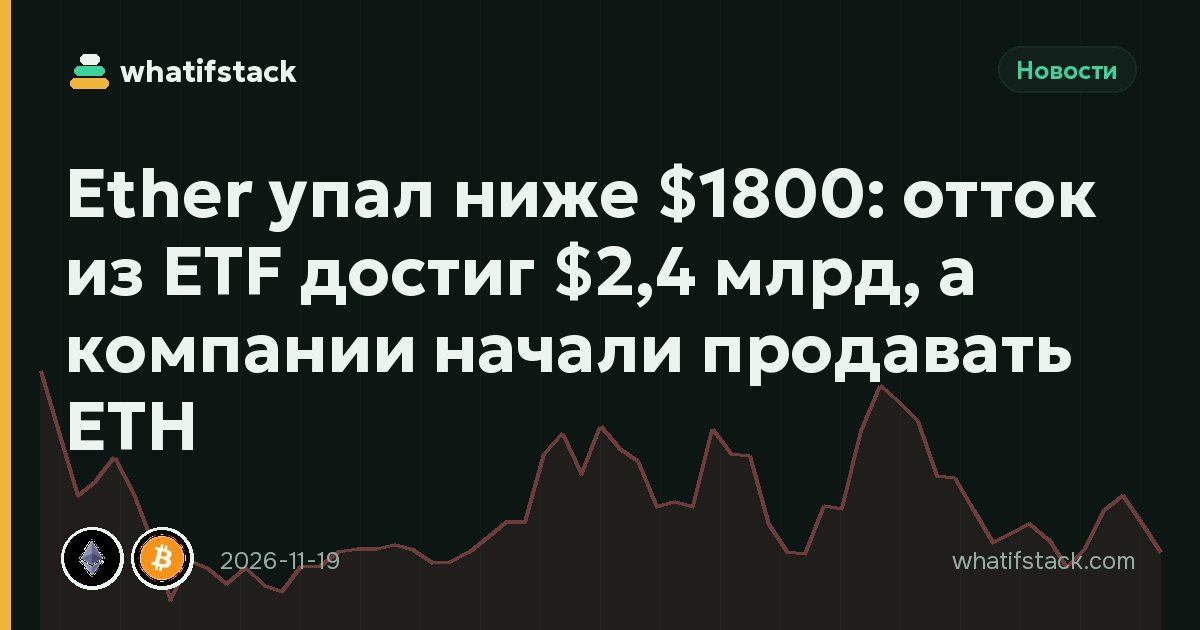 whatifstack
Новости
Ether упал ниже $1800: отток
из ETF достиг $2,4 млрд, а
компании начали продавать
ETH
2026-11-19
whatifstack.com